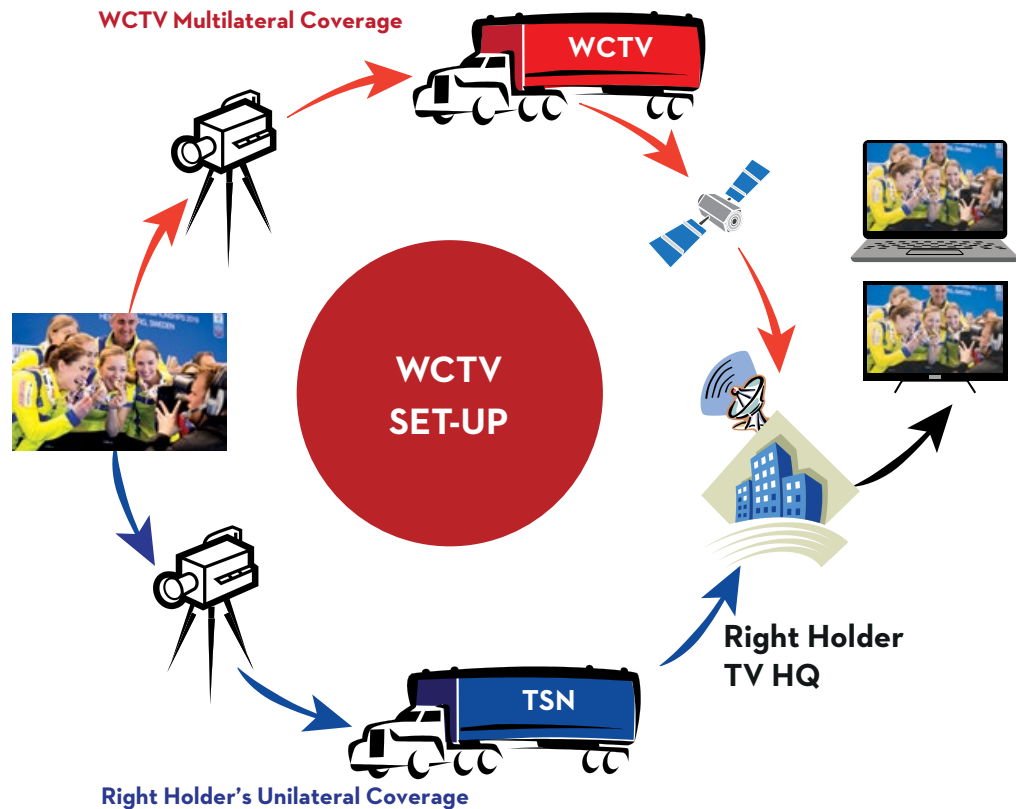 WCTV Multilateral Coverage
WCTV
WCTV
SET-UP
Right Holder
TV HQ
TSN
Right Holder's Unilateral Coverage